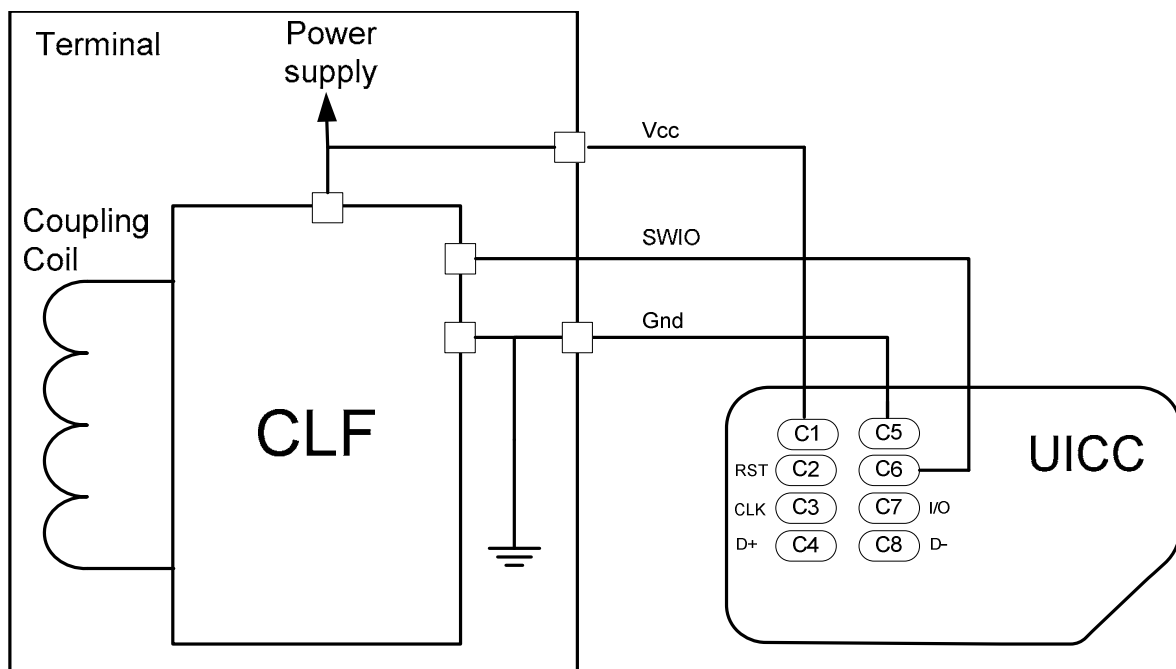 Terminal
Power
supply
Vcc
Coupling
Coil
SWIO
Gnd
CLF
UICC
C1 C5
RST C2 C6
CLK C3 C7 I/O
D+ C4 C8 D-